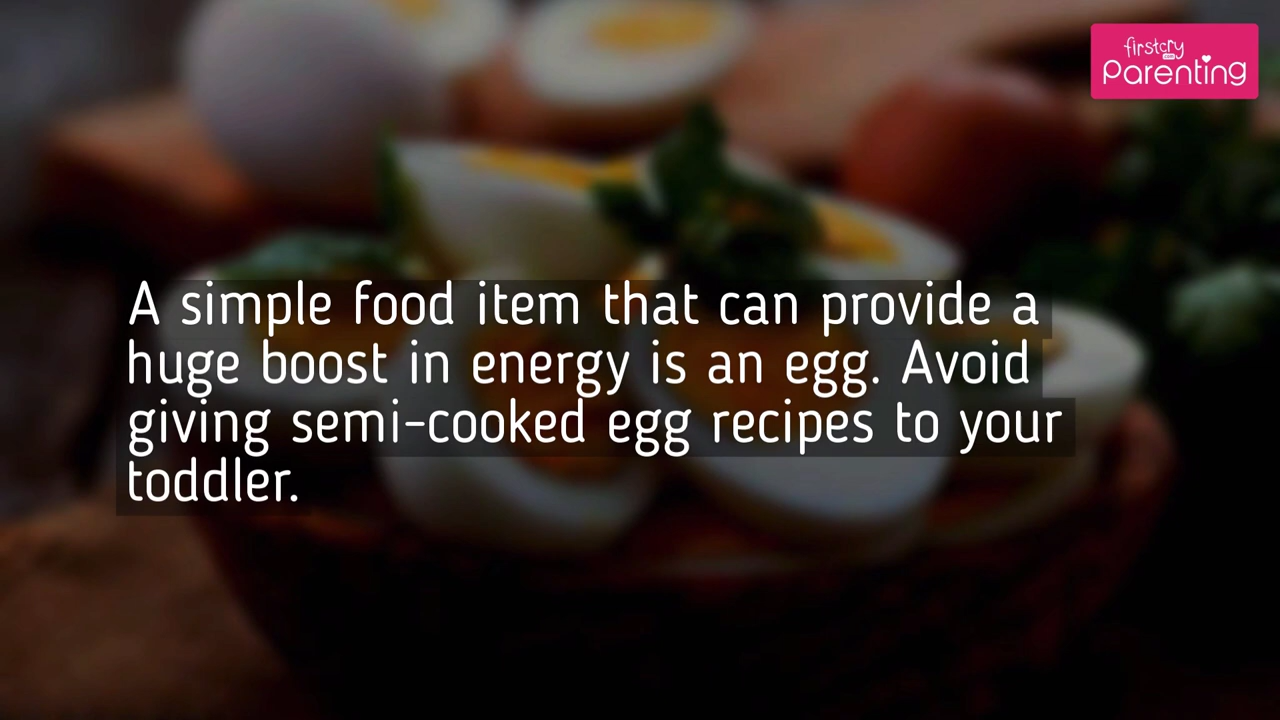 firstcry
.com
Parenting
A simple food item that can provide a
huge boost in energy is an egg. Avoid
giving semi-cooked egg recipes to your
toddler.